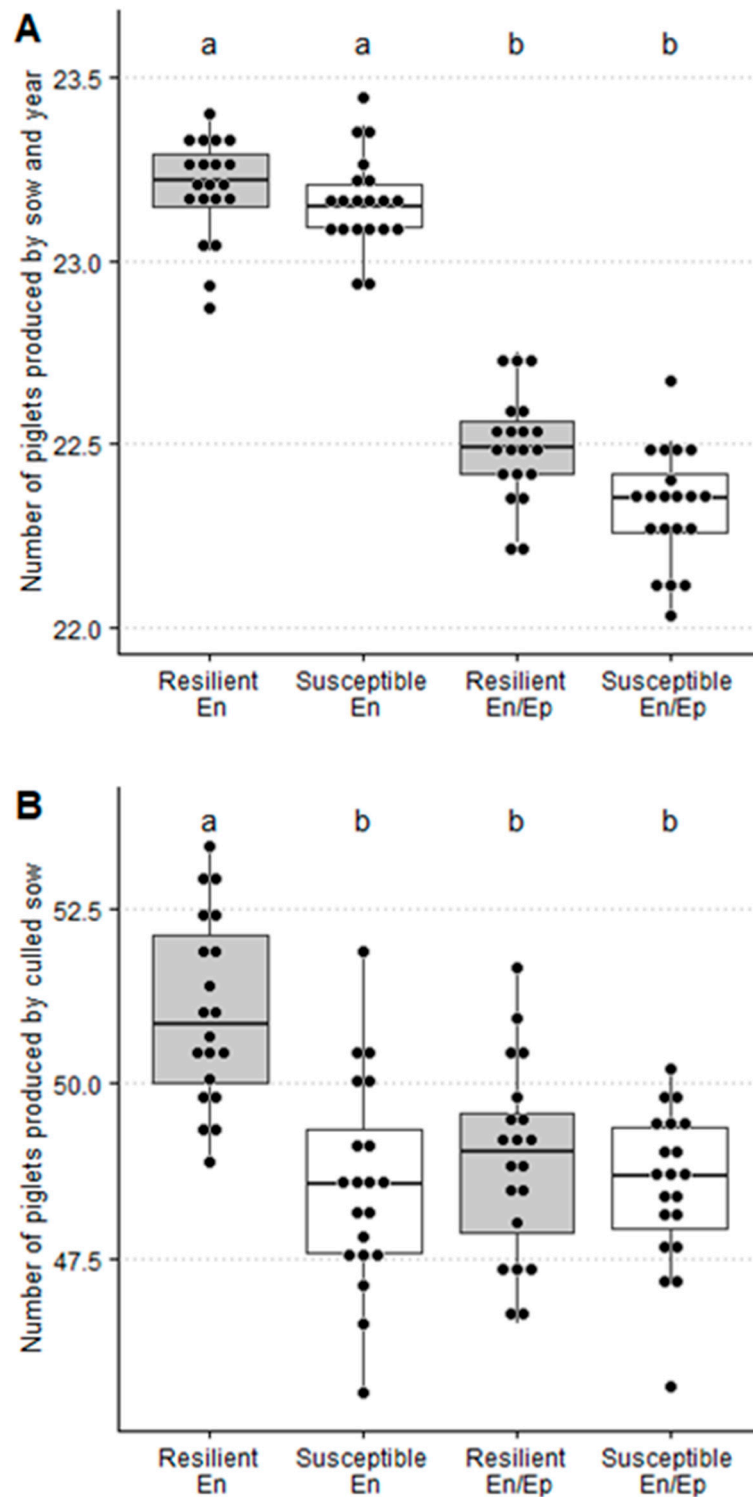 A
a a b b
Number of piglets produced by sow and year
23.5
23.0
22.5
22.0
Resilient Susceptible Resilient Susceptible
En En En/Ep En/Ep
B
a b b b
Number of piglets produced by culled sow
52.5
50.0
47.5
Resilient Susceptible Resilient Susceptible
En En En/Ep En/Ep